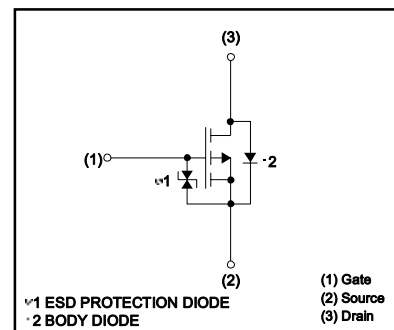 (3)
(1)
*1
*2
(2)
*1 ESD PROTECTION DIODE
*2 BODY DIODE
(1) Gate
(2) Source
(3) Drain